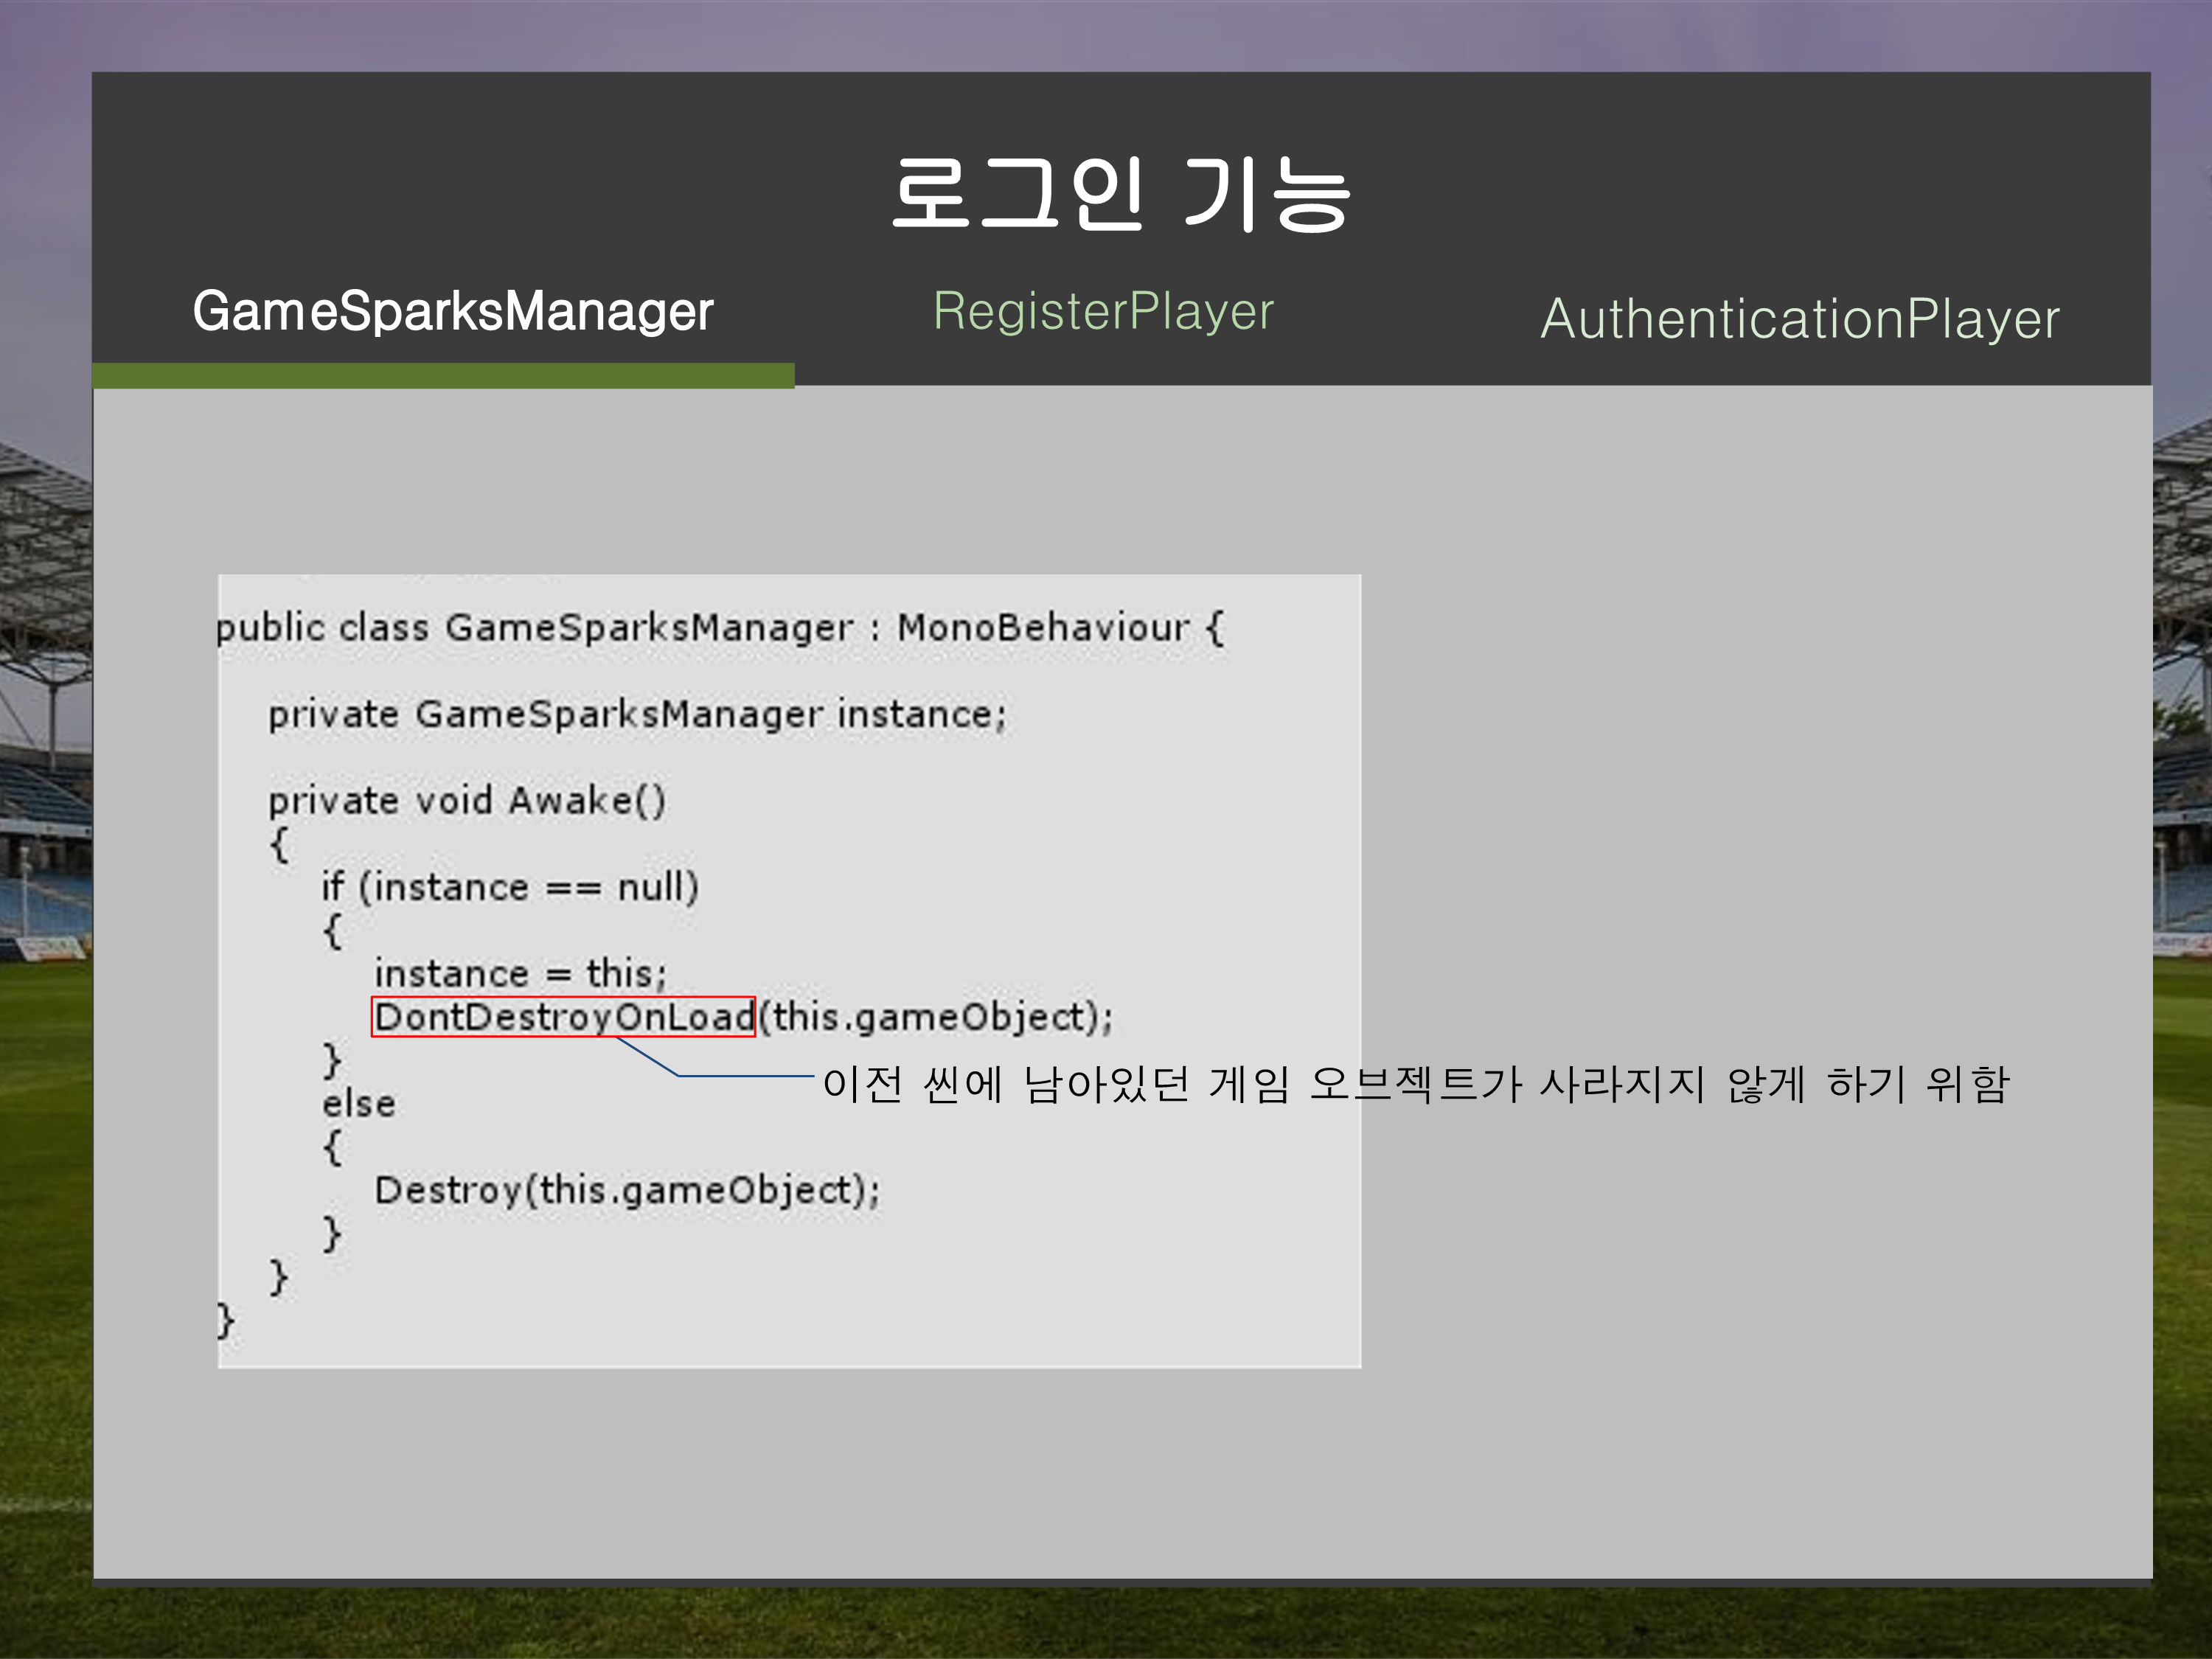 로그인 기능
GameSparksManager
RegisterPlayer
AuthenticationPlayer
public class GameSparksManager : MonoBehaviour {
private GameSparksManager instance;
private void Awake()
{
if (instance == null)
{
instance = this;
DontDestroyOnLoad(this.gameObject);
}
이전 씬에 남아있던 게임 오브젝트가 사라지지 않게 하기 위함
else
{
Destroy(this.gameObject);
}
}
}